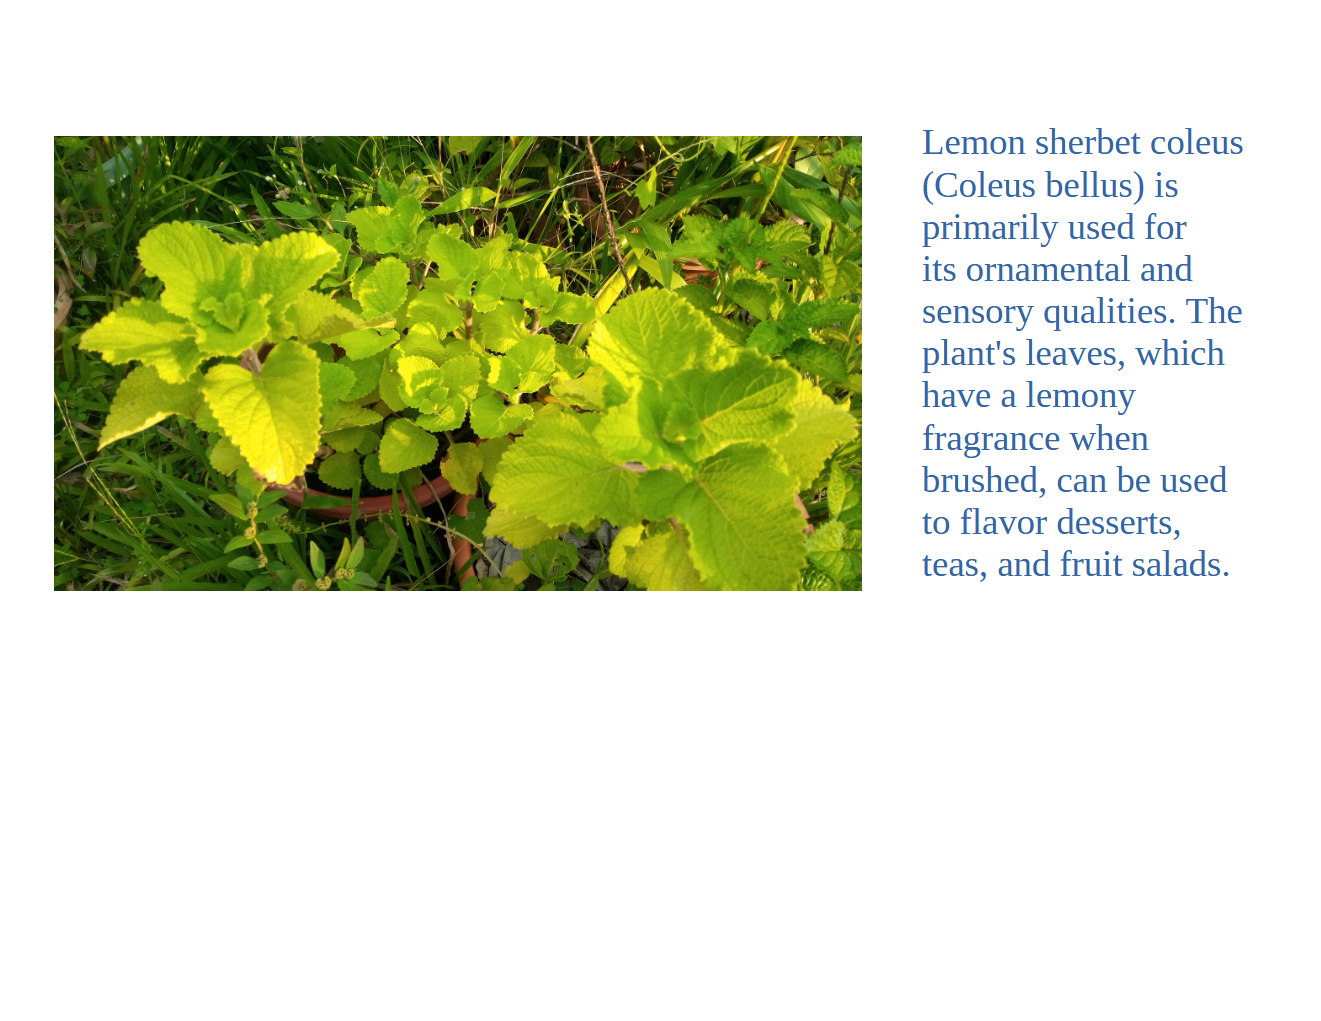 Lemon sherbet coleus
(Coleus bellus) is
primarily used for
its ornamental and
sensory qualities. The
plant's leaves, which
have a lemony
fragrance when
brushed, can be used
to flavor desserts,
teas, and fruit salads.